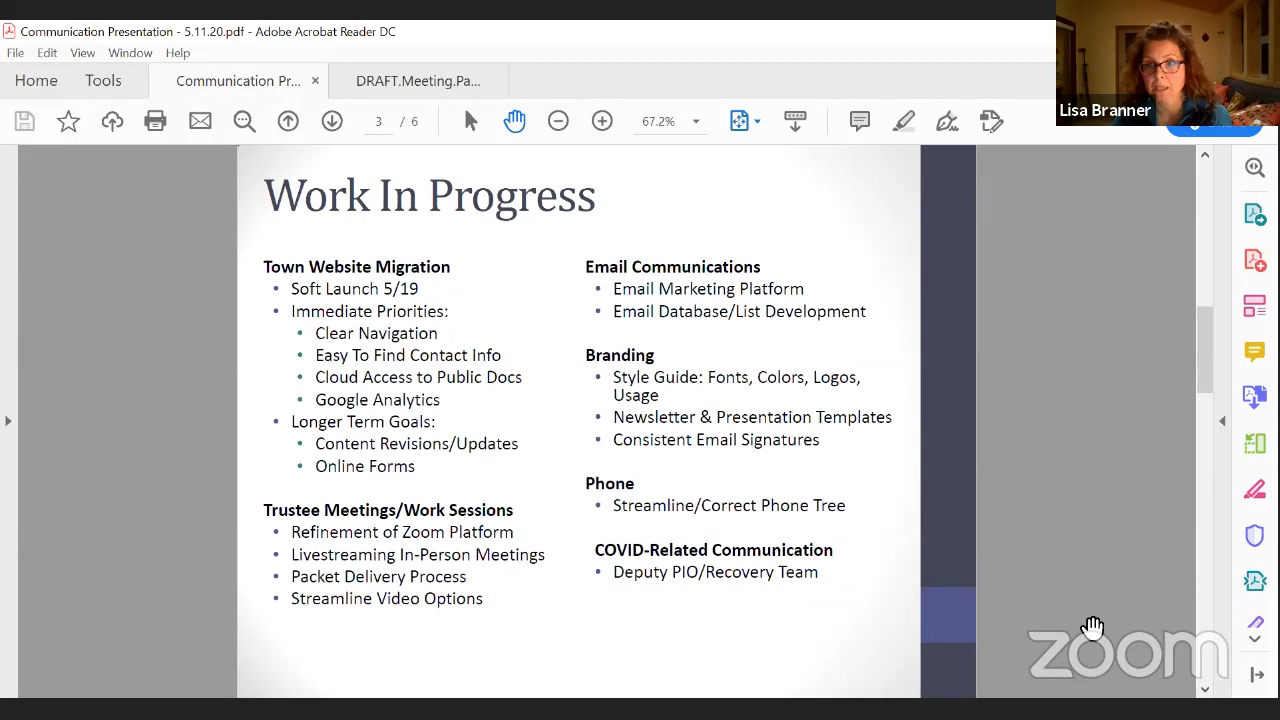 Communication Presentation - 5.11.20.pdf - Adobe Acrobat Reader DC
File Edit View Window Help
Home Tools Communication Pr... × DRAFT.Meeting.Pa...
3 / 6 67.2%
Lisa Branner
Work In Progress
Town Website Migration
• Soft Launch 5/19
• Immediate Priorities:
• Clear Navigation
• Easy To Find Contact Info
• Cloud Access to Public Docs
• Google Analytics
• Longer Term Goals:
• Content Revisions/Updates
• Online Forms
Trustee Meetings/Work Sessions
• Refinement of Zoom Platform
• Livestreaming In-Person Meetings
• Packet Delivery Process
• Streamline Video Options
Email Communications
• Email Marketing Platform
• Email Database/List Development
Branding
• Style Guide: Fonts, Colors, Logos,
Usage
• Newsletter & Presentation Templates
• Consistent Email Signatures
Phone
• Streamline/Correct Phone Tree
COVID-Related Communication
• Deputy PIO/Recovery Team
zoom